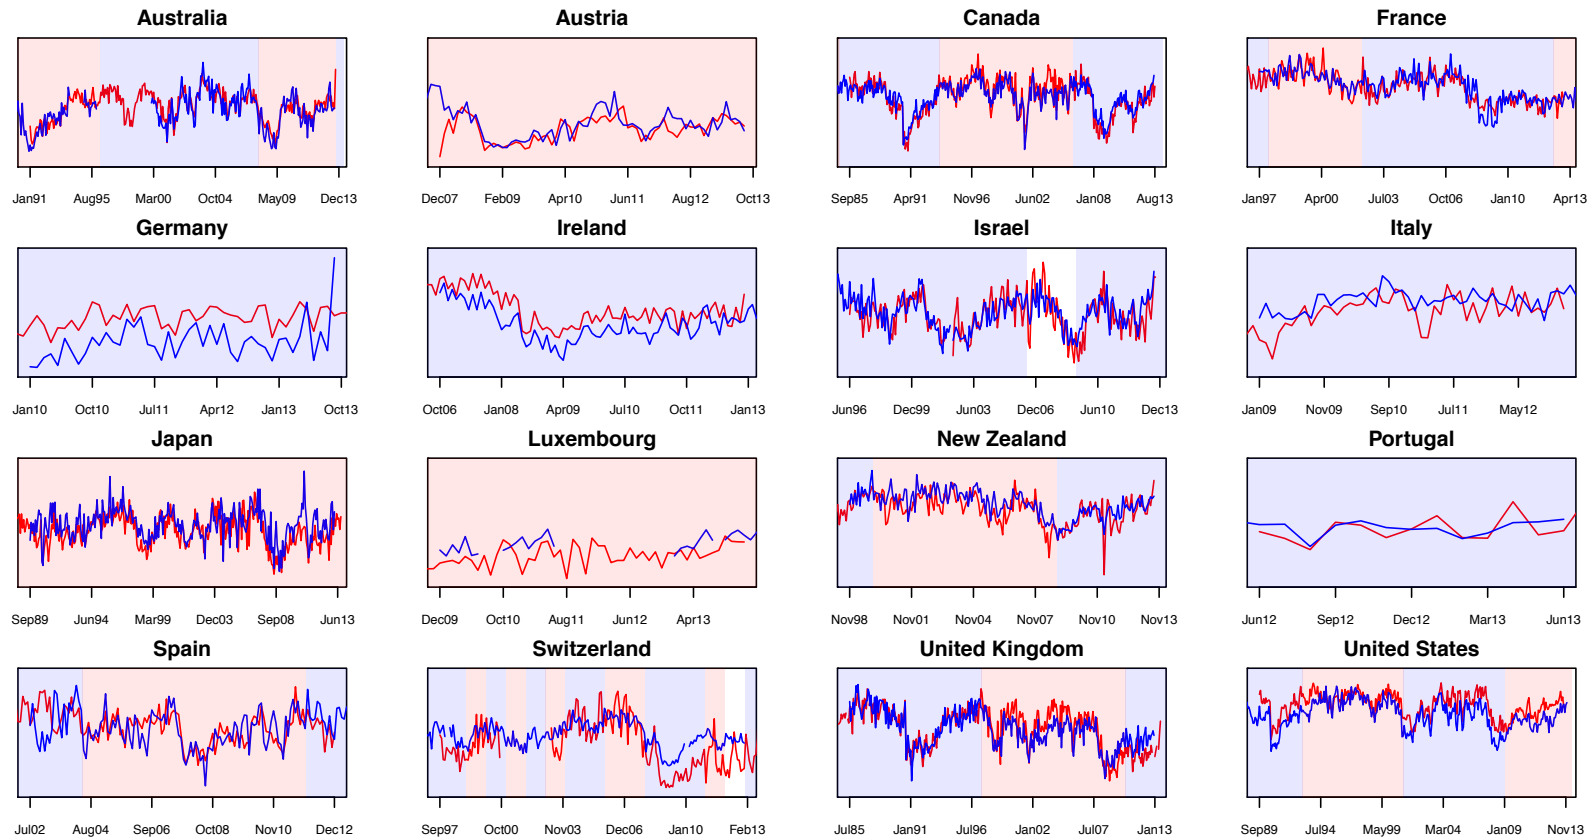 Australia Austria Canada France
Jan91 Aug95 Mar00 Oct04 May09 Dec13 Dec07 Feb09 Apr10 Jun11 Aug12 Oct13 Sep85 Apr91 Nov96 Jun02 Jan08 Aug13 Jan97 Apr00 Jul03 Oct06 Jan10 Apr13
Germany Ireland Israel Italy
Jan10 Oct10 Jul11 Apr12 Jan13 Oct13 Oct06 Jan08 Apr09 Jul10 Oct11 Jan13 Jun96 Dec99 Jun03 Dec06 Jun10 Dec13 Jan09 Nov09 Sep10 Jul11 May12
Japan Luxembourg New Zealand Portugal
Sep89 Jun94 Mar99 Dec03 Sep08 Jun13 Dec09 Oct10 Aug11 Jun12 Apr13 Nov98 Nov01 Nov04 Nov07 Nov10 Nov13 Jun12 Sep12 Dec12 Mar13 Jun13
Spain Switzerland United Kingdom United States
Jul02 Aug04 Sep06 Oct08 Nov10 Dec12 Sep97 Oct00 Nov03 Dec06 Jan10 Feb13 Jul85 Jan91 Jul96 Jan02 Jul07 Jan13 Sep89 Jul94 May99 Mar04 Jan09 Nov13